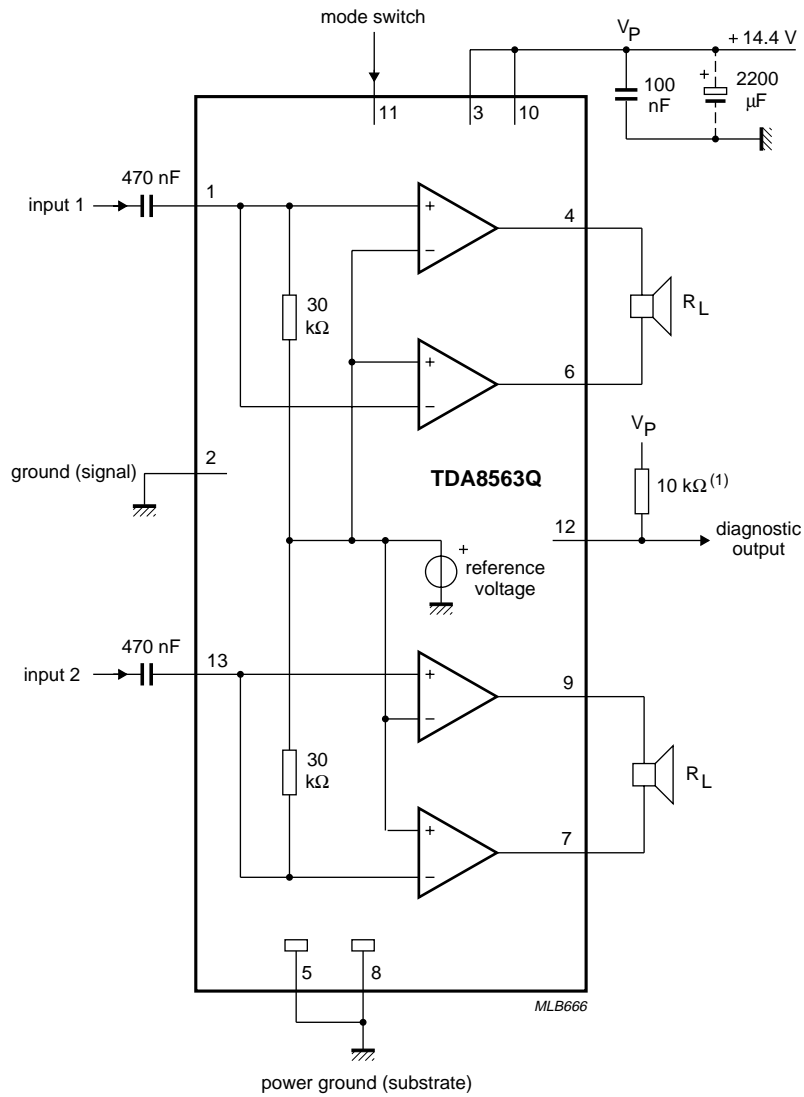 mode switch
V_P
+ 14.4 V
100
nF
+
2200
µF
11
3
10
470 nF
1
input 1
+
−
4
30
kΩ
R_L
+
−
6
2
ground (signal)
TDA8563Q
V_P
10 kΩ (1)
12
diagnostic
output
+
reference
voltage
470 nF
13
input 2
+
−
9
30
kΩ
R_L
+
−
7
5
8
MLB666
power ground (substrate)